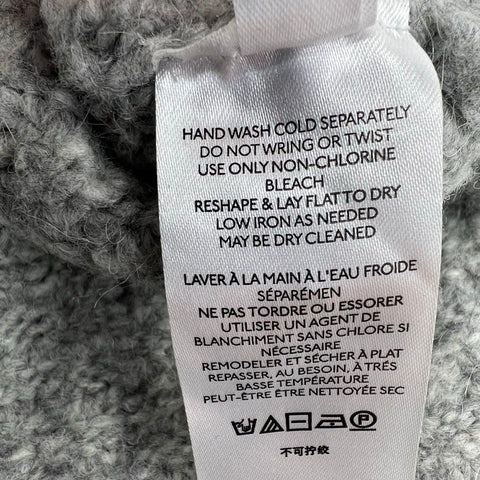 HAND WASH COLD SEPARATELY
DO NOT WRING OR TWIST
USE ONLY NON-CHLORINE
BLEACH
RESHAPE & LAY FLAT TO DRY
LOW IRON AS NEEDED
MAY BE DRY CLEANED
LAVER À LA MAIN À L'EAU FROIDE
SÉPARÉMEN
NE PAS TORDRE OU ESSORER
UTILISER UN AGENT DE
BLANCHIMENT SANS CHLORE SI
NÉCESSAIRE
REMODELER ET SÉCHER À PLAT
REPASSER, AU BESOIN, À TRÈS
BASSE TEMPÉRATURE
PEUT-ÊTRE ÊTRE NETTOYÉE SEC
不可拧绞